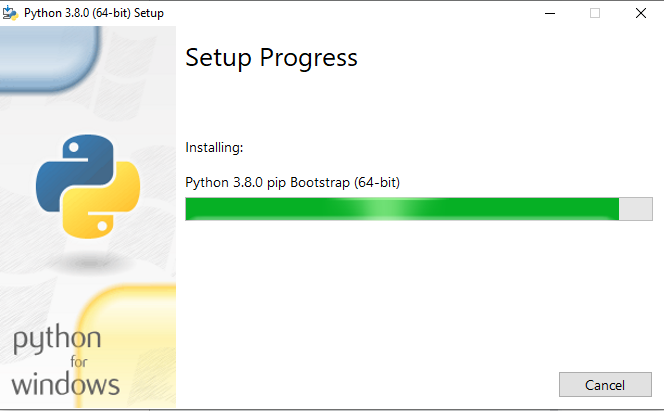 Python 3.8.0 (64-bit) Setup
Setup Progress
Installing:
Python 3.8.0 pip Bootstrap (64-bit)
python
for
windows
Cancel